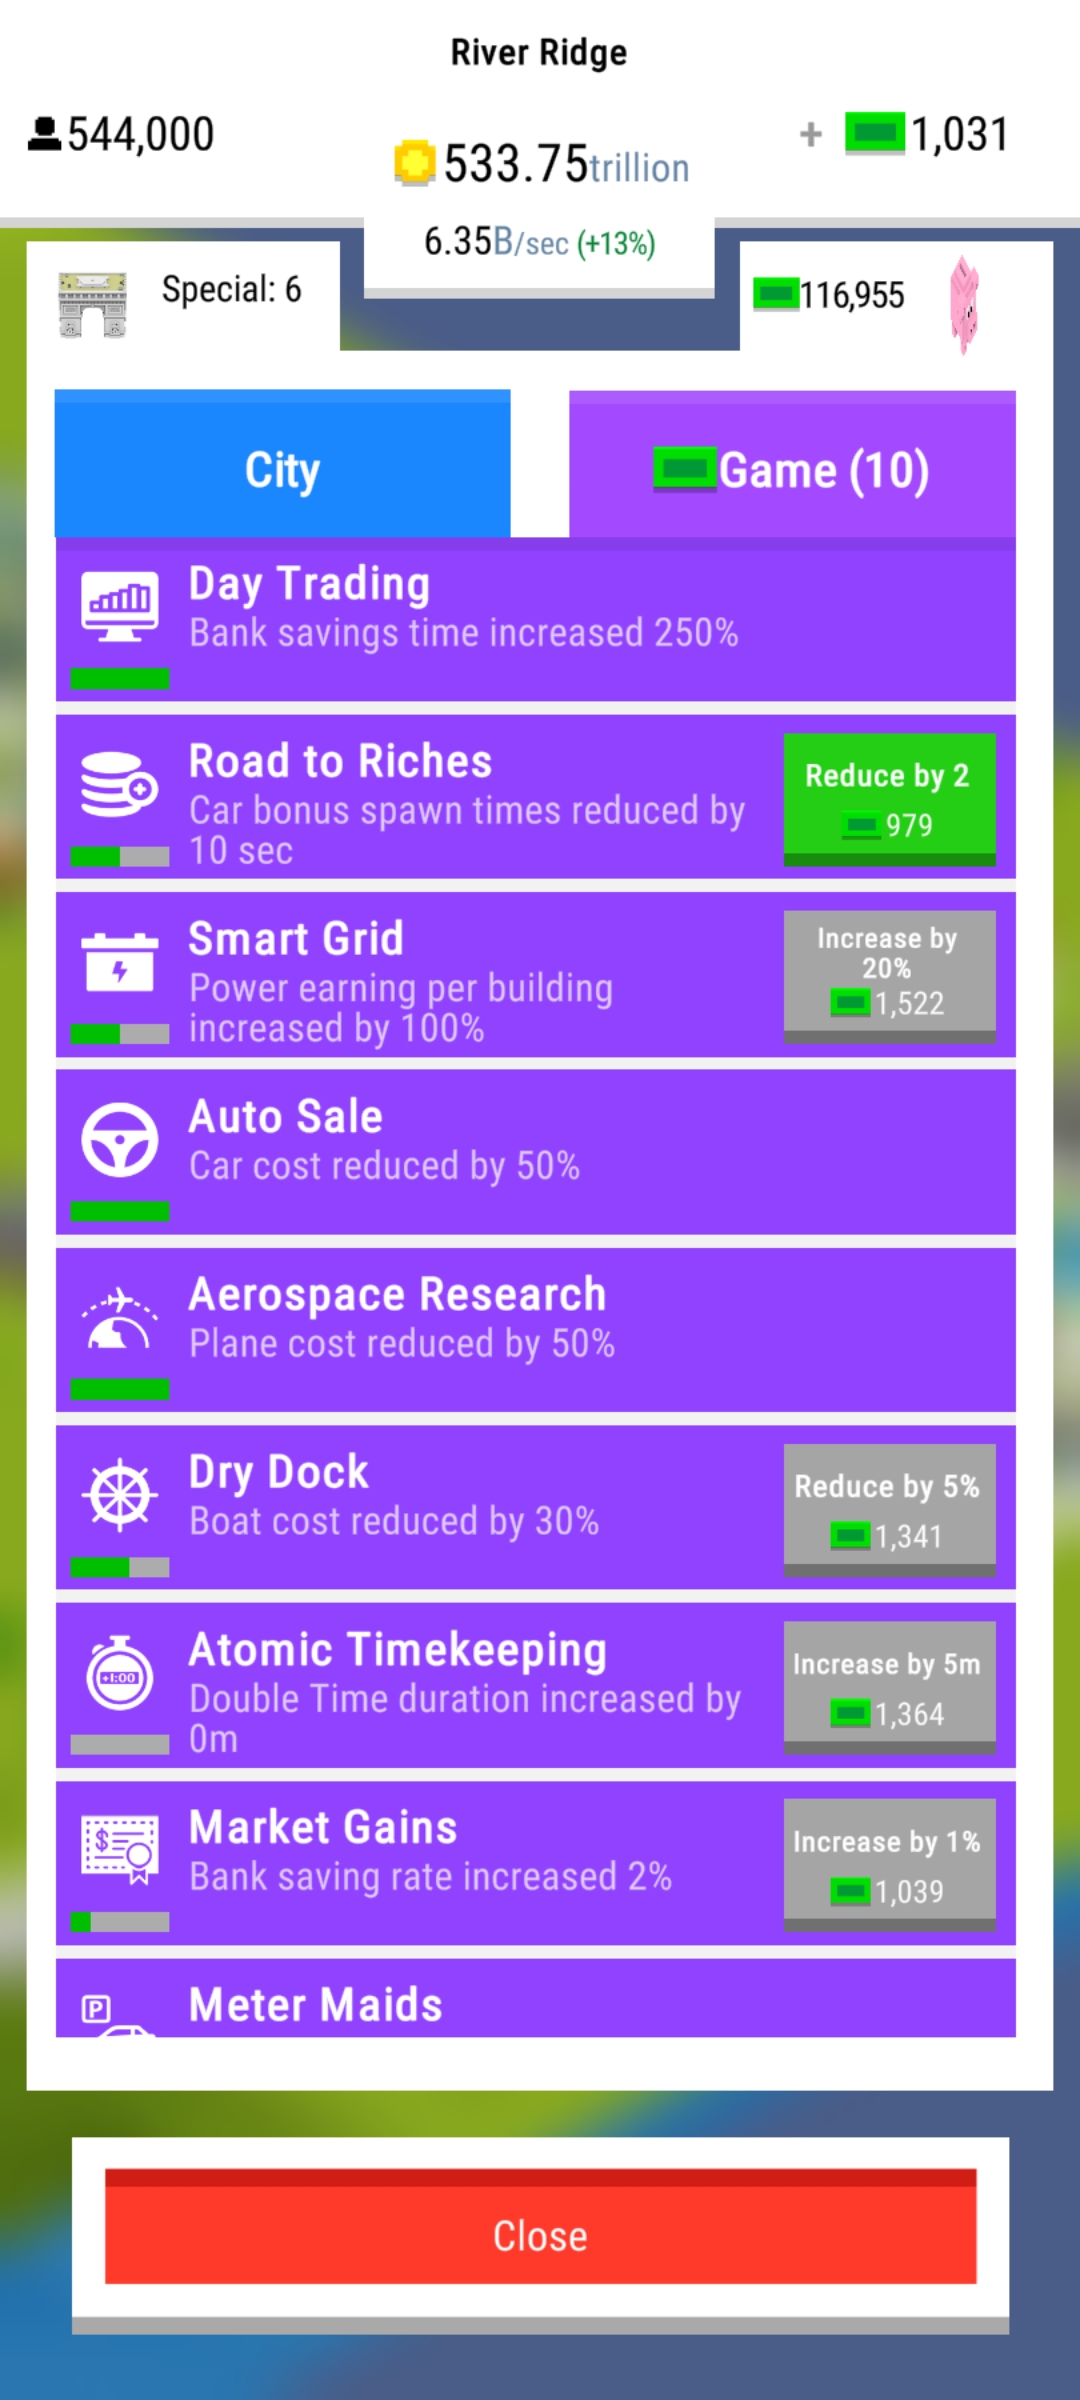 River Ridge
544,000
533.75trillion
+ 1,031
6.35B/sec (+13%)
Special: 6
116,955
City
Game (10)
Day Trading
Bank savings time increased 250%
Road to Riches
Car bonus spawn times reduced by
10 sec
Reduce by 2
979
Smart Grid
Power earning per building
increased by 100%
Increase by
20%
1,522
Auto Sale
Car cost reduced by 50%
Aerospace Research
Plane cost reduced by 50%
Dry Dock
Boat cost reduced by 30%
Reduce by 5%
1,341
+1:00
Atomic Timekeeping
Double Time duration increased by
0m
Increase by 5m
1,364
$
Market Gains
Bank saving rate increased 2%
Increase by 1%
1,039
P
Meter Maids
Close